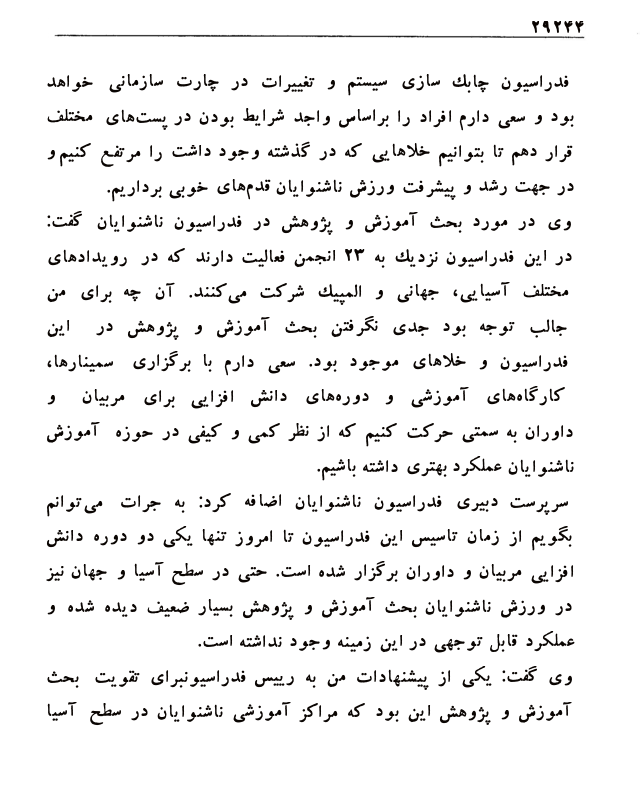 ۲۹۲۴۴
فدراسیون چابك سازی سیستم و تغییرات در چارت سازمانی خواهد
بود و سعی دارم افراد را براساس واجد شرایط بودن در پست‌های مختلف
قرار دهم تا بتوانیم خلاهایی که در گذشته وجود داشت را مرتفع کنیم و
در جهت رشد و پیشرفت ورزش ناشنوایان قدم‌های خوبی برداریم.
وی در مورد بحث آموزش و پژوهش در فدراسیون ناشنوایان گفت:
در این فدراسیون نزدیك به ۲۳ انجمن فعالیت دارند که در رویدادهای
مختلف آسیایی، جهانی و المپیك شرکت می‌کنند. آن چه برای من
جالب توجه بود جدی نگرفتن بحث آموزش و پژوهش در این
فدراسیون و خلاهای موجود بود. سعی دارم با برگزاری سمینارها،
کارگاه‌های آموزشی و دوره‌های دانش افزایی برای مربیان و
داوران به سمتی حرکت کنیم که از نظر کمی و کیفی در حوزه آموزش
ناشنوایان عملکرد بهتری داشته باشیم.
سرپرست دبیری فدراسیون ناشنوایان اضافه کرد: به جرات می‌توانم
بگویم از زمان تاسیس این فدراسیون تا امروز تنها یکی دو دوره دانش
افزایی مربیان و داوران برگزار شده است. حتی در سطح آسیا و جهان نیز
در ورزش ناشنوایان بحث آموزش و پژوهش بسیار ضعیف دیده شده و
عملکرد قابل توجهی در این زمینه وجود نداشته است.
وی گفت: یکی از پیشنهادات من به رییس فدراسیونبرای تقویت بحث
آموزش و پژوهش این بود که مراکز آموزشی ناشنوایان در سطح آسیا